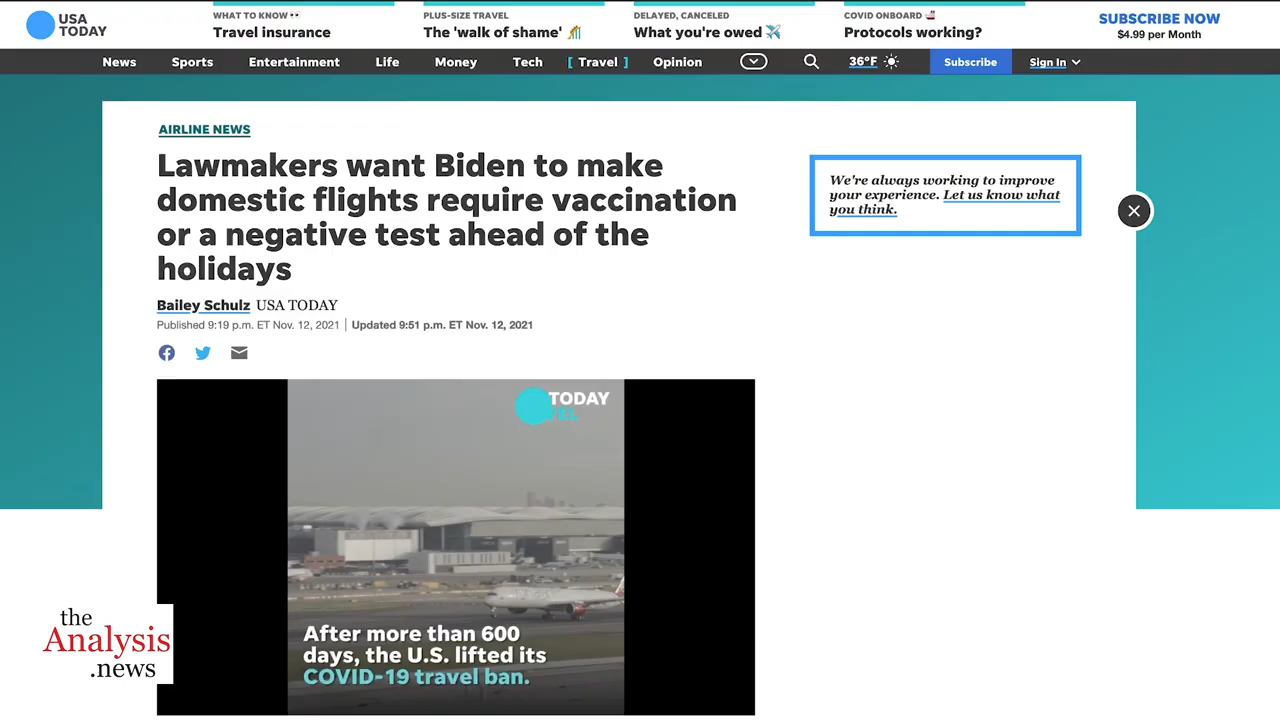 USA
TODAY
WHAT TO KNOW 👀
Travel insurance
PLUS-SIZE TRAVEL
The 'walk of shame' 🎢
DELAYED, CANCELED
What you're owed ✈️
COVID ONBOARD 🚢
Protocols working?
SUBSCRIBE NOW
$4.99 per Month
News Sports Entertainment Life Money Tech [ Travel ] Opinion 36°F Subscribe Sign In
AIRLINE NEWS
Lawmakers want Biden to make
domestic flights require vaccination
or a negative test ahead of the
holidays
Bailey Schulz USA TODAY
Published 9:19 p.m. ET Nov. 12, 2021 | Updated 9:51 p.m. ET Nov. 12, 2021
We're always working to improve
your experience. Let us know what
you think.
TODAY
After more than 600
days, the U.S. lifted its
COVID-19 travel ban.
the
Analysis
.news